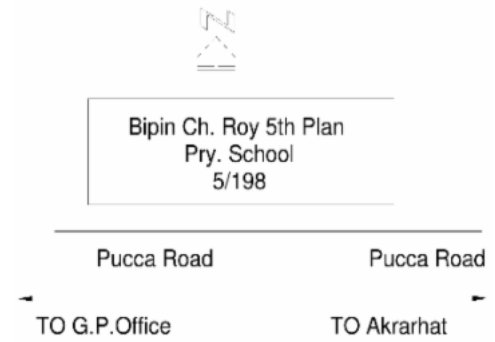 N
Bipin Ch. Roy 5th Plan
Pry. School
5/198
Pucca Road Pucca Road
TO G.P.Office TO Akrarhat